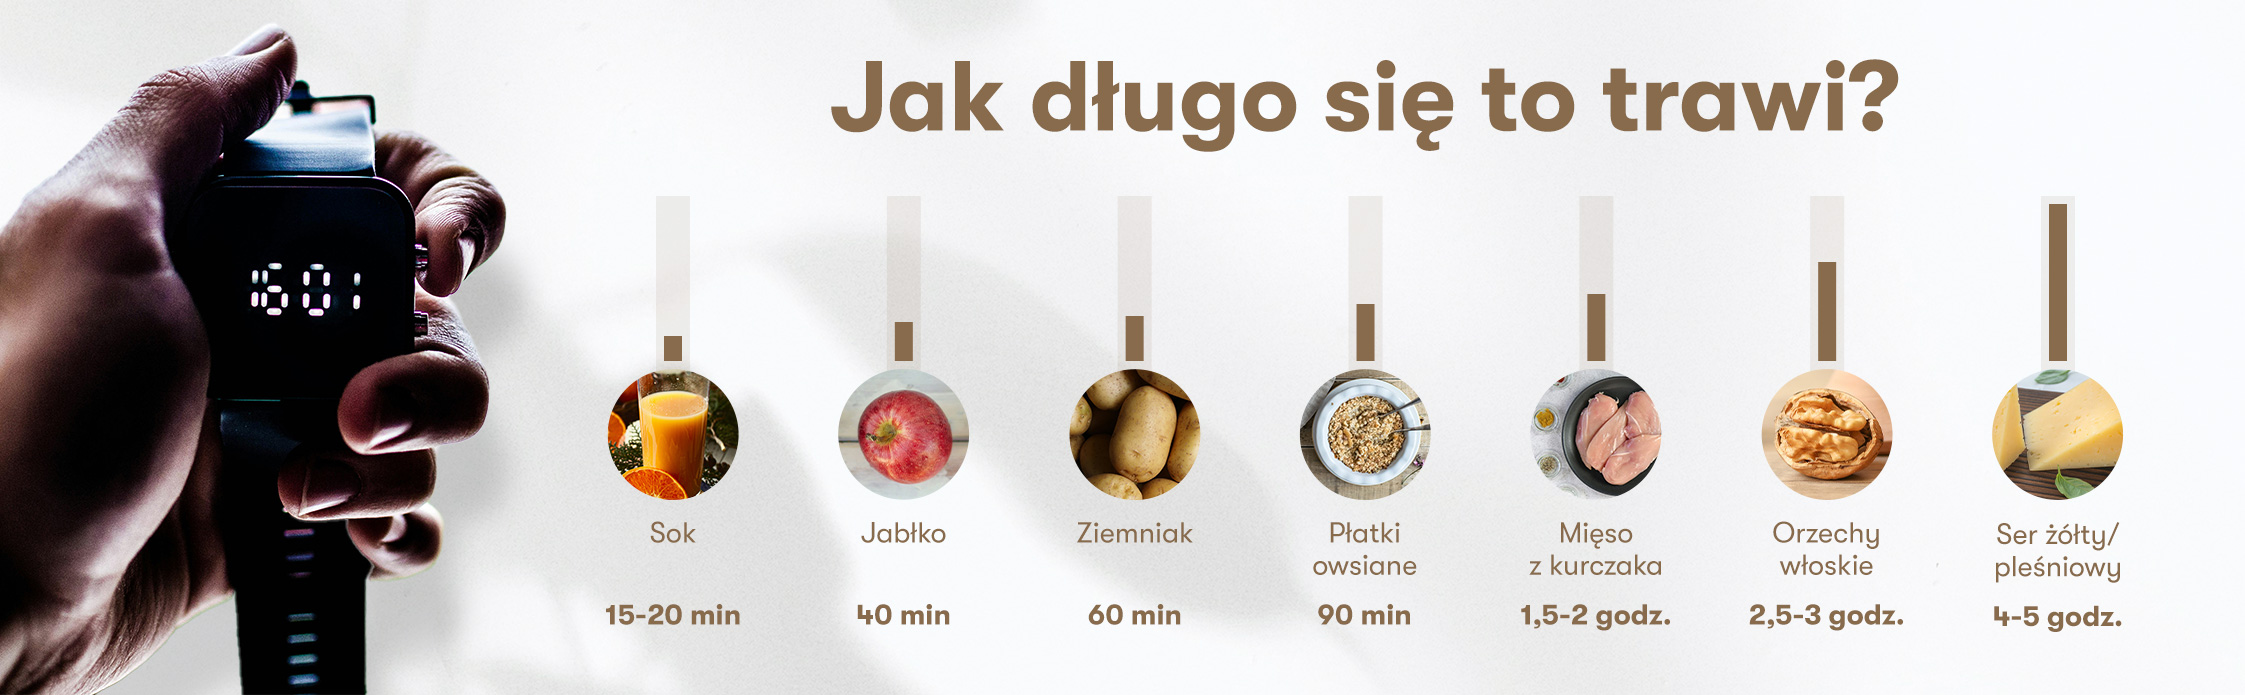 Jak długo się to trawi?
Sok
15-20 min
Jabłko
40 min
Ziemniak
60 min
Płatki
owsiane
90 min
Mięso
z kurczaka
1,5-2 godz.
Orzechy
włoskie
2,5-3 godz.
Ser żółty/
pleśniowy
4-5 godz.